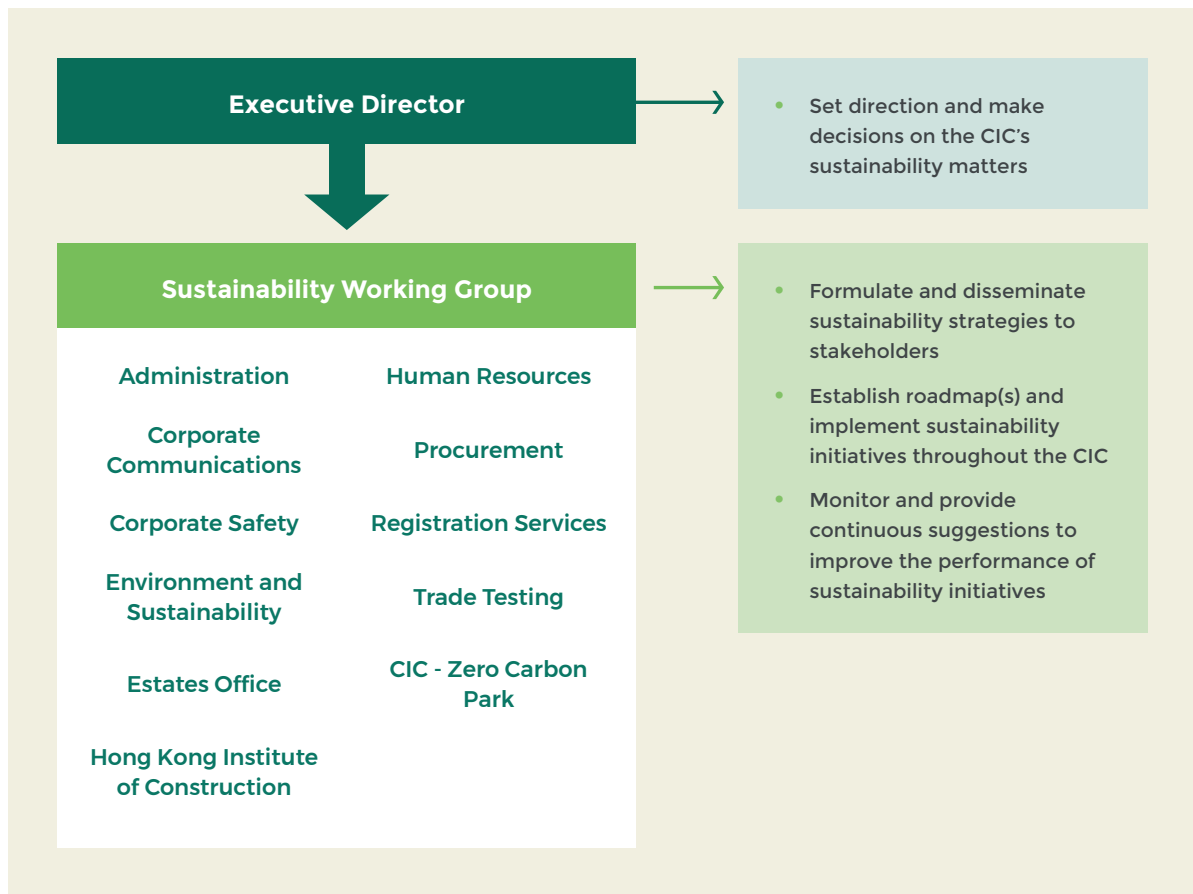 Executive Director
• Set direction and make
decisions on the CIC’s
sustainability matters
Sustainability Working Group
Administration
Corporate
Communications
Corporate Safety
Environment and
Sustainability
Estates Office
Hong Kong Institute
of Construction
Human Resources
Procurement
Registration Services
Trade Testing
CIC - Zero Carbon
Park
• Formulate and disseminate
sustainability strategies to
stakeholders
• Establish roadmap(s) and
implement sustainability
initiatives throughout the CIC
• Monitor and provide
continuous suggestions to
improve the performance of
sustainability initiatives